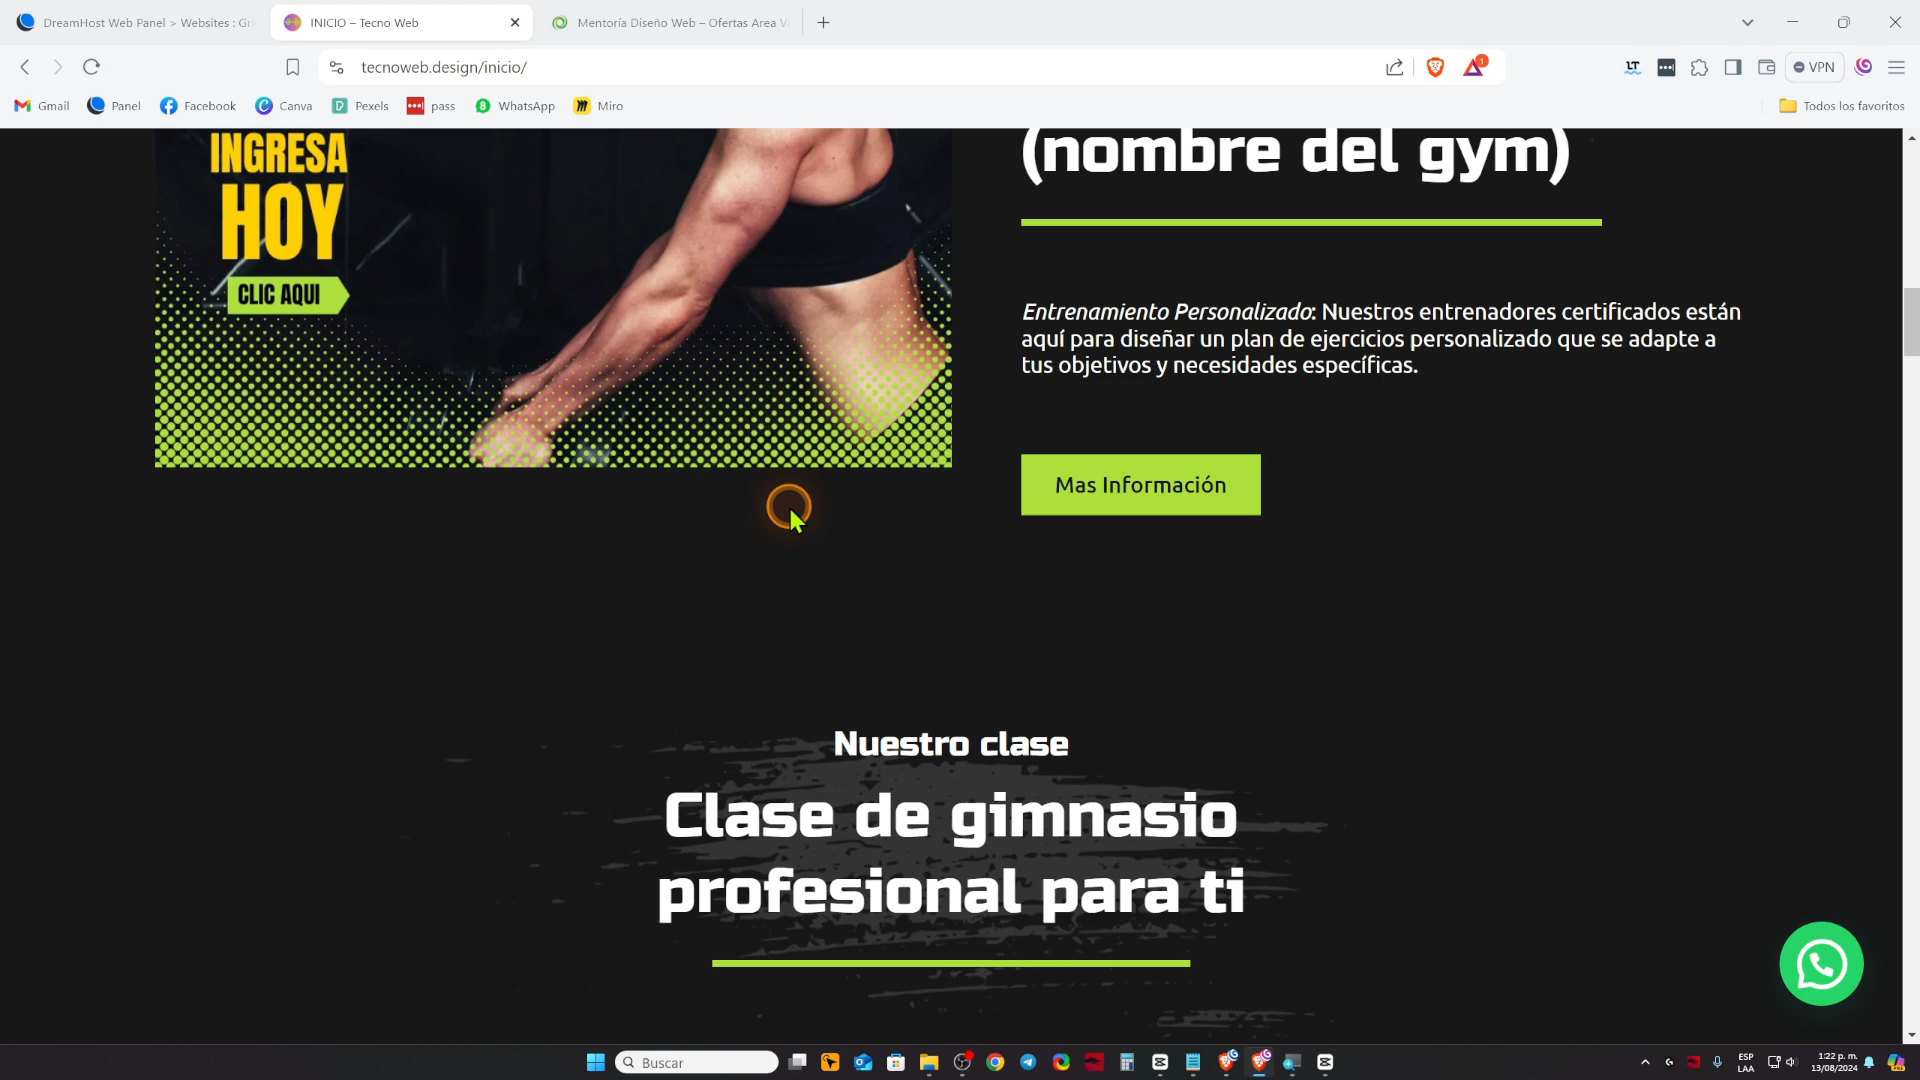 DreamHost Web Panel > Websites : Gri
INICIO – Tecno Web
Mentoría Diseño Web – Ofertas Area V
tecnoweb.design/inicio/
1
VPN
Gmail
Panel
Facebook
Canva
Pexels
pass
WhatsApp
Miro
Todos los favoritos
INGRESA
HOY
CLIC AQUI
(nombre del gym)
Entrenamiento Personalizado: Nuestros entrenadores certificados están
aquí para diseñar un plan de ejercicios personalizado que se adapte a
tus objetivos y necesidades específicas.
Mas Información
Nuestro clase
Clase de gimnasio
profesional para ti
Buscar
ESP
LAA
1:22 p. m.
13/08/2024